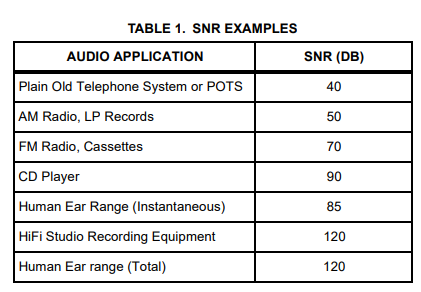 TABLE 1. SNR EXAMPLES
AUDIO APPLICATION SNR (DB)
Plain Old Telephone System or POTS 40
AM Radio, LP Records 50
FM Radio, Cassettes 70
CD Player 90
Human Ear Range (Instantaneous) 85
HiFi Studio Recording Equipment 120
Human Ear range (Total) 120